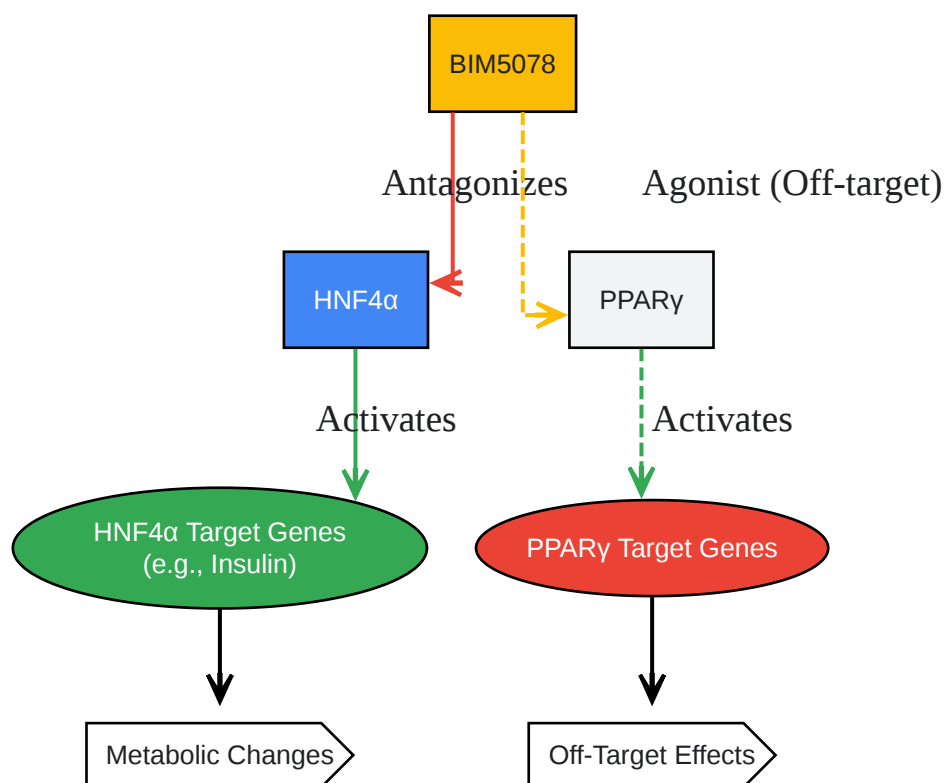 BIM5078
Antagonizes
Agonist (Off-target)
HNF4α
PPARγ
Activates
Activates
HNF4α Target Genes
(e.g., Insulin)
PPARγ Target Genes
Metabolic Changes
Off-Target Effects